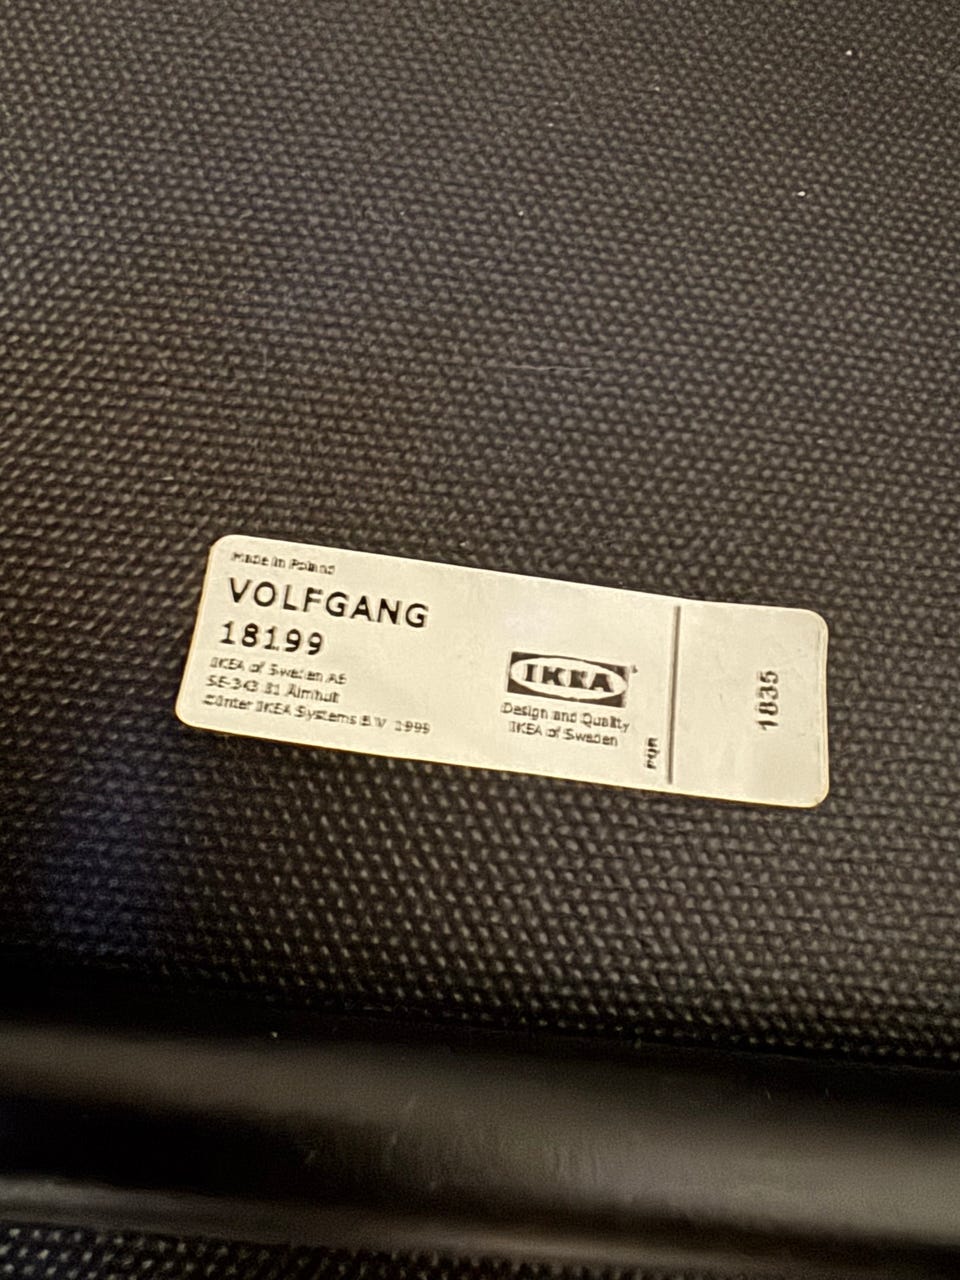 Made in Poland
VOLFGANG
18199
IKEA of Sweden AB
SE-343 81 Älmhult
©Inter IKEA Systems B.V. 1999
IKEA
Design and Quality
IKEA of Sweden
PQR
1835